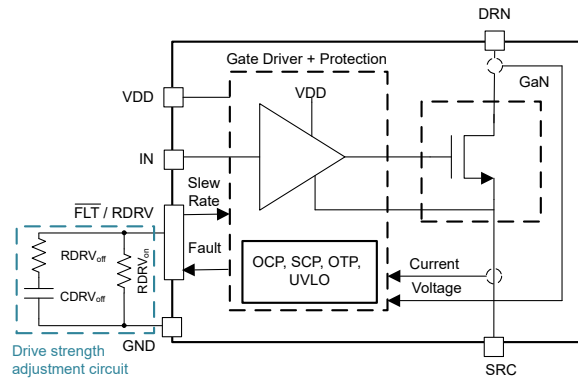 DRN
Gate Driver + Protection
GaN
VDD
VDD
IN
Slew
Rate
FLT / RDRV
Fault
RDRVoff
RDRVon
CDRVoff
OCP, SCP, OTP,
UVLO
Current
Voltage
GND
Drive strength
adjustment circuit
SRC